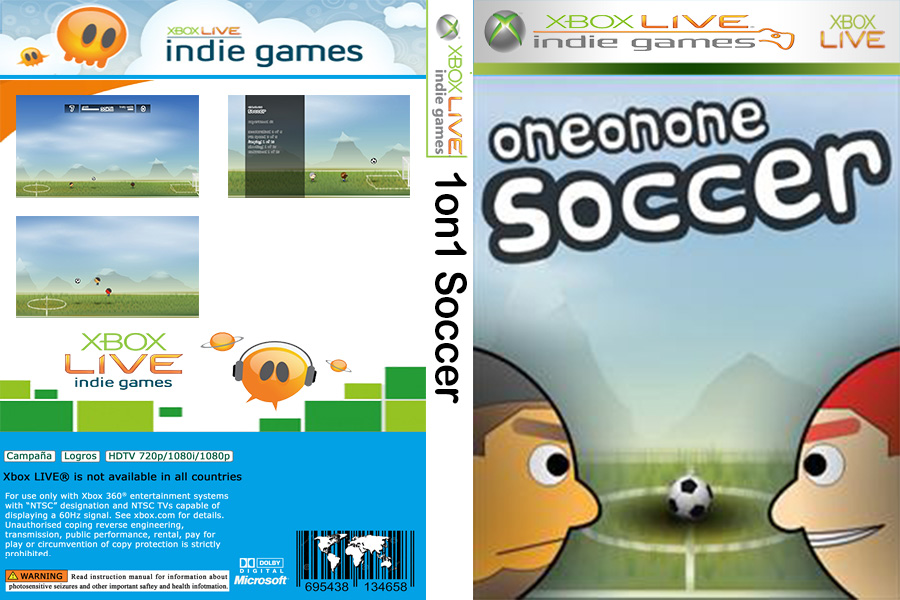 XBOX LIVE
indie games
XBOX LIVE
indie games
Campaña
Logros
HDTV 720p/1080i/1080p
Xbox LIVE® is not available in all countries
For use only with Xbox 360® entertainment systems
with "NTSC" designation and NTSC TVs capable of
displaying a 60Hz signal. See xbox.com for details.
Unauthorised coping reverse engineering,
transmission, public performance, rental, pay for
play or circumvention of copy protection is strictly
prohibited.
WARNING Read instruction manual for information about
photosensitive seizures and other important saftey and health infotmation.
DOLBY
DIGITAL
Microsoft
695438 134658
XBOX LIVE
indie games
1on1 Soccer
XBOX LIVE
indie games
XBOX
LIVE
oneonone
soccer